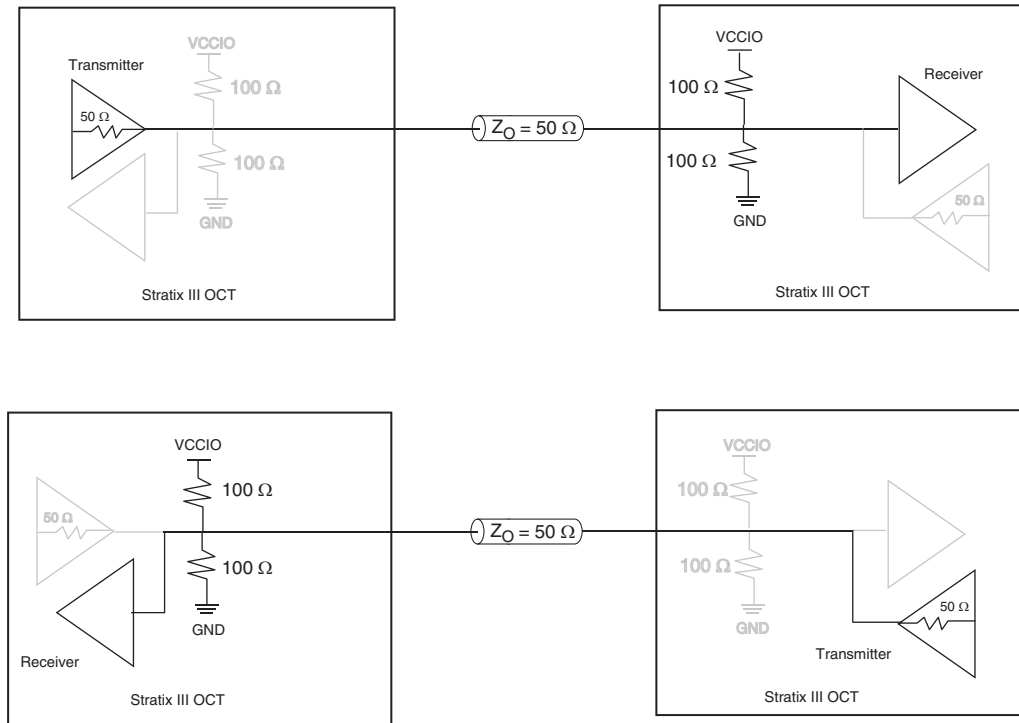 VCCIO
Transmitter
100 Ω
50 Ω
100 Ω
GND
Stratix III OCT
Z_O = 50 Ω
VCCIO
Receiver
100 Ω
100 Ω
GND
50 Ω
Stratix III OCT
VCCIO
100 Ω
50 Ω
100 Ω
GND
Receiver
Stratix III OCT
Z_O = 50 Ω
VCCIO
100 Ω
100 Ω
GND
50 Ω
Transmitter
Stratix III OCT